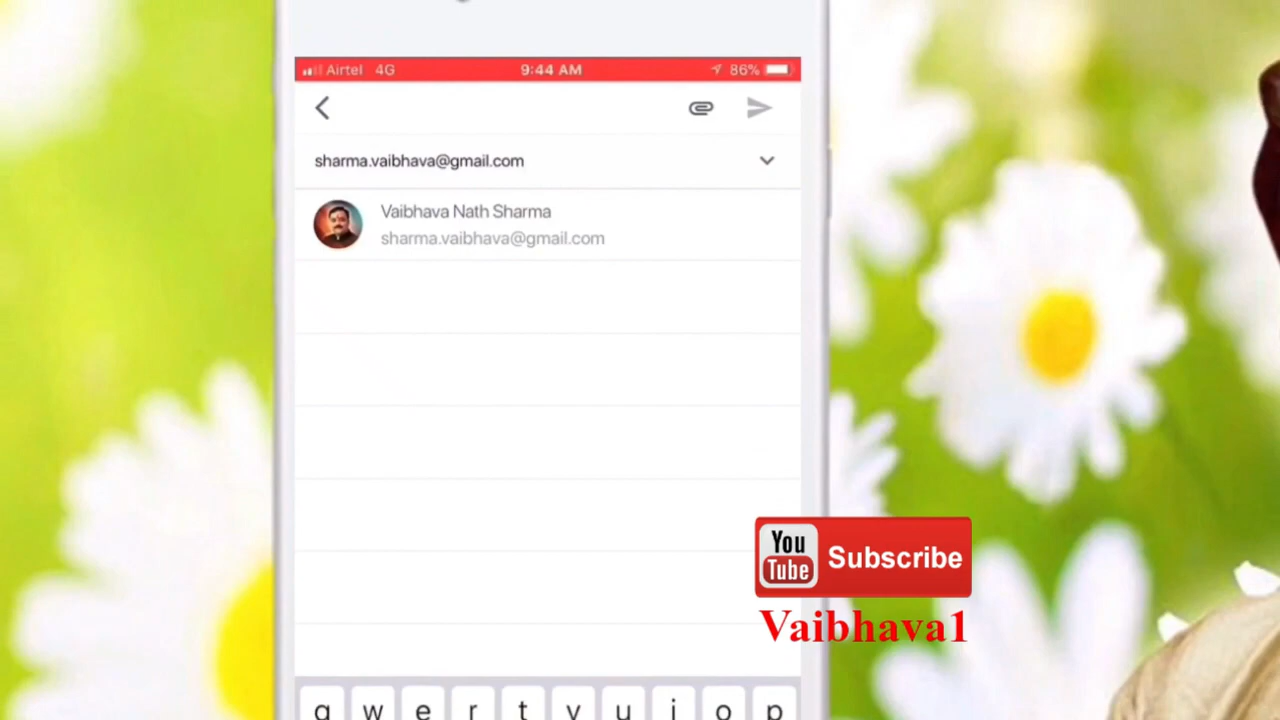 Airtel 4G 9:44 AM 86%
sharma.vaibhava@gmail.com
Vaibhava Nath Sharma
sharma.vaibhava@gmail.com
You Tube Subscribe
Vaibhava1
q w e r t y u i o p